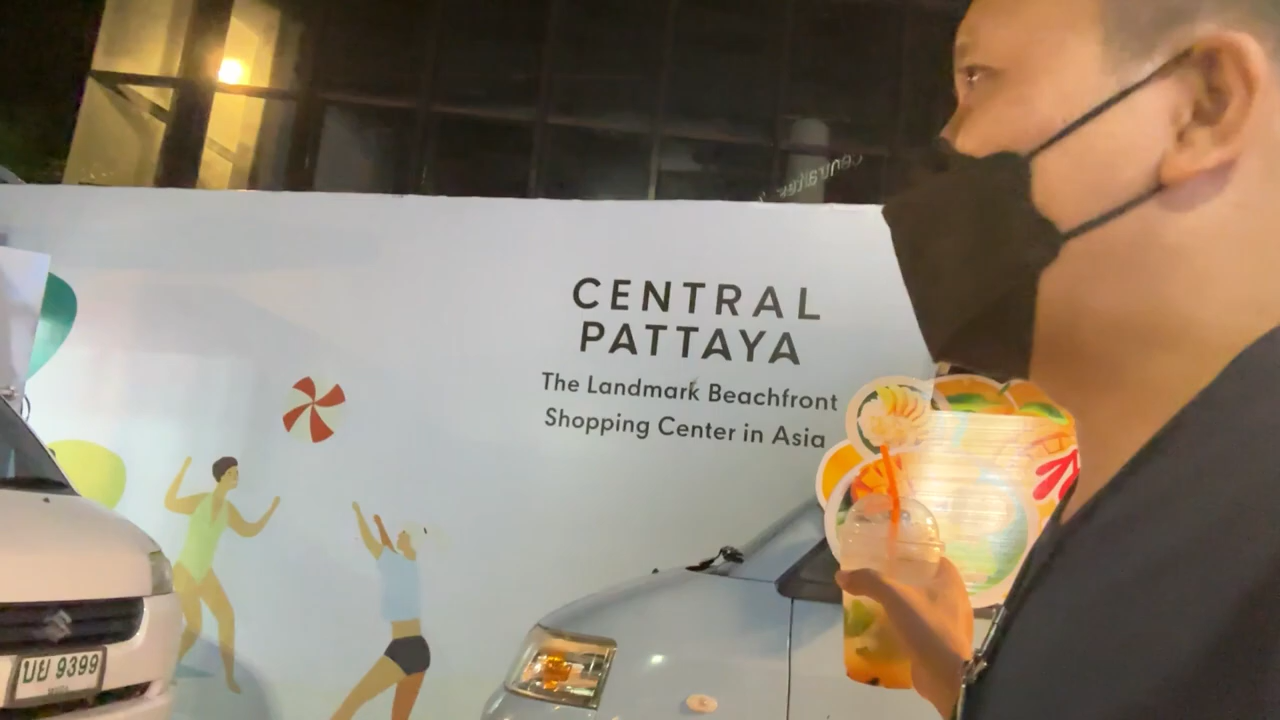 CENTRAL
PATTAYA
The Landmark Beachfront
Shopping Center in Asia
บย 9399